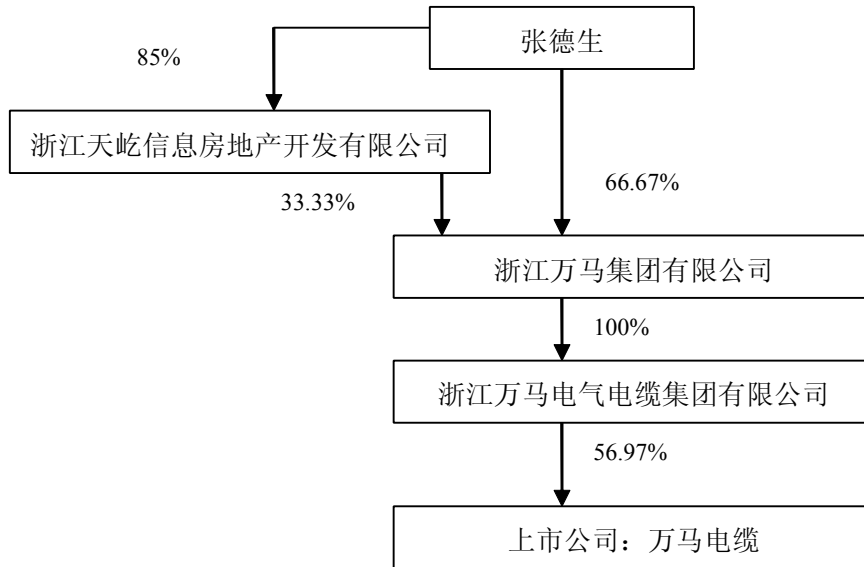 张德生
85%
浙江天屹信息房地产开发有限公司
33.33%
66.67%
浙江万马集团有限公司
100%
浙江万马电气电缆集团有限公司
56.97%
上市公司：万马电缆